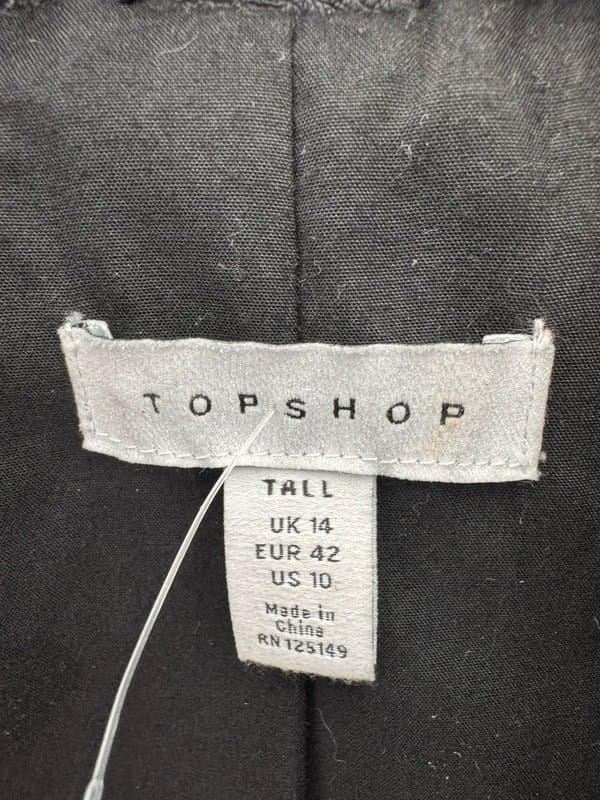 TOPSHOP
TALL
UK 14
EUR 42
US 10
Made in
China
RN 125149